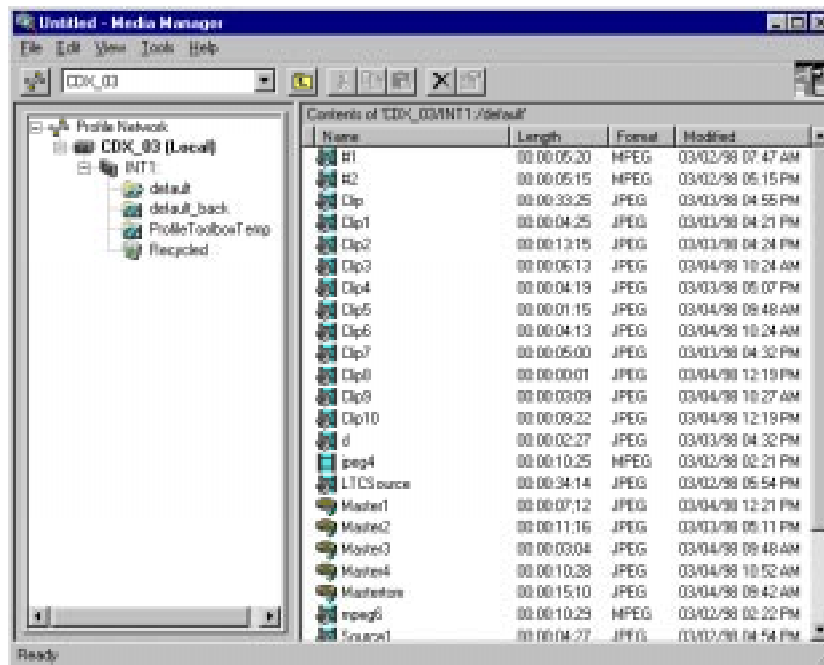 Untitled - Media Manager
File Edit View Tools Help
CDX_03
Contents of 'CDX_03/INT1:/default'
Profile Network
CDX_03 (Local)
INT1:
default
default_back
ProfileToolboxTemp
Recycled
Name Length Format Modified
#1 00:00:05:20 MPEG 03/02/98 07:47 AM
#2 00:00:05:15 MPEG 03/02/98 05:15 PM
Clip 00:00:33:25 JPEG 03/03/98 04:55 PM
Clip1 00:00:04:25 JPEG 03/03/98 04:21 PM
Clip2 00:00:13:15 JPEG 03/03/98 04:24 PM
Clip3 00:00:06:13 JPEG 03/04/98 10:24 AM
Clip4 00:00:04:19 JPEG 03/03/98 05:07 PM
Clip5 00:00:01:15 JPEG 03/04/98 09:48 AM
Clip6 00:00:04:13 JPEG 03/04/98 10:24 AM
Clip7 00:00:05:00 JPEG 03/03/98 04:32 PM
Clip8 00:00:00:01 JPEG 03/04/98 12:19 PM
Clip9 00:00:03:09 JPEG 03/04/98 10:27 AM
Clip10 00:00:09:22 JPEG 03/04/98 12:19 PM
d 00:00:02:27 JPEG 03/03/98 04:32 PM
jpeg4 00:00:10:25 MPEG 03/02/98 02:21 PM
LTCSource 00:00:34:14 JPEG 03/02/98 05:54 PM
Master1 00:00:07;12 JPEG 03/04/98 12:21 PM
Master2 00:00:11;16 JPEG 03/03/98 05:11 PM
Master3 00:00:03;04 JPEG 03/04/98 09:48 AM
Master4 00:00:10;28 JPEG 03/04/98 10:52 AM
00:00:15;10 JPEG 03/04/98 09:42 AM
mpeg6 00:00:10:29 MPEG 03/02/98 02:22 PM
Source1 00:00:04:27 JPEG 03/02/98 04:54 PM
Ready